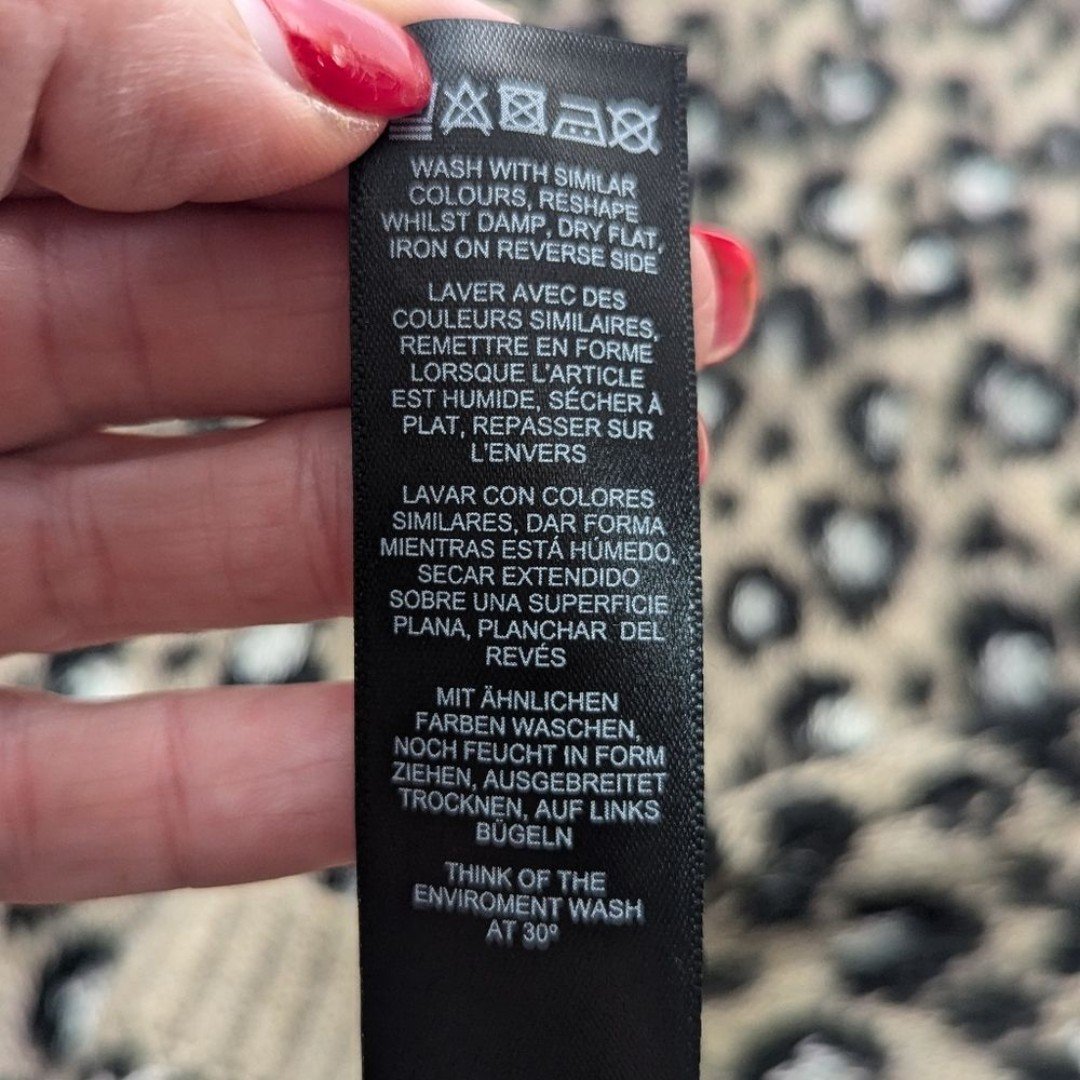 WASH WITH SIMILAR
COLOURS, RESHAPE
WHILST DAMP, DRY FLAT,
IRON ON REVERSE SIDE
LAVER AVEC DES
COULEURS SIMILAIRES,
REMETTRE EN FORME
LORSQUE L'ARTICLE
EST HUMIDE, SÉCHER À
PLAT, REPASSER SUR
L'ENVERS
LAVAR CON COLORES
SIMILARES, DAR FORMA
MIENTRAS ESTÁ HÚMEDO,
SECAR EXTENDIDO
SOBRE UNA SUPERFICIE
PLANA, PLANCHAR DEL
REVÉS
MIT ÄHNLICHEN
FARBEN WASCHEN,
NOCH FEUCHT IN FORM
ZIEHEN, AUSGEBREITET
TROCKNEN, AUF LINKS
BÜGELN
THINK OF THE
ENVIROMENT WASH
AT 30º